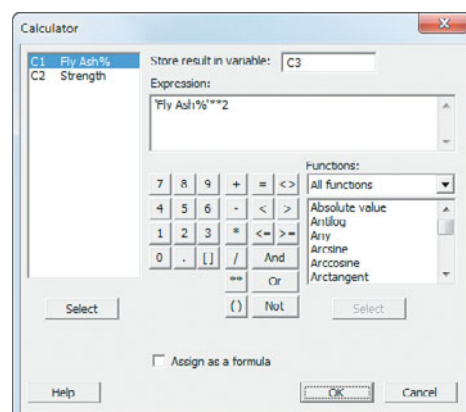 Calculator
C1 Fly Ash%
C2 Strength
Store result in variable: C3
Expression:
'Fly Ash%'**2
Functions:
7 8 9 + = <> All functions
4 5 6 - < > Absolute value
Antilog
1 2 3 * <= >= Any
Arcsine
0 . [] / And Arccosine
Arctangent
** Or
Select () Not Select
Assign as a formula
Help OK Cancel